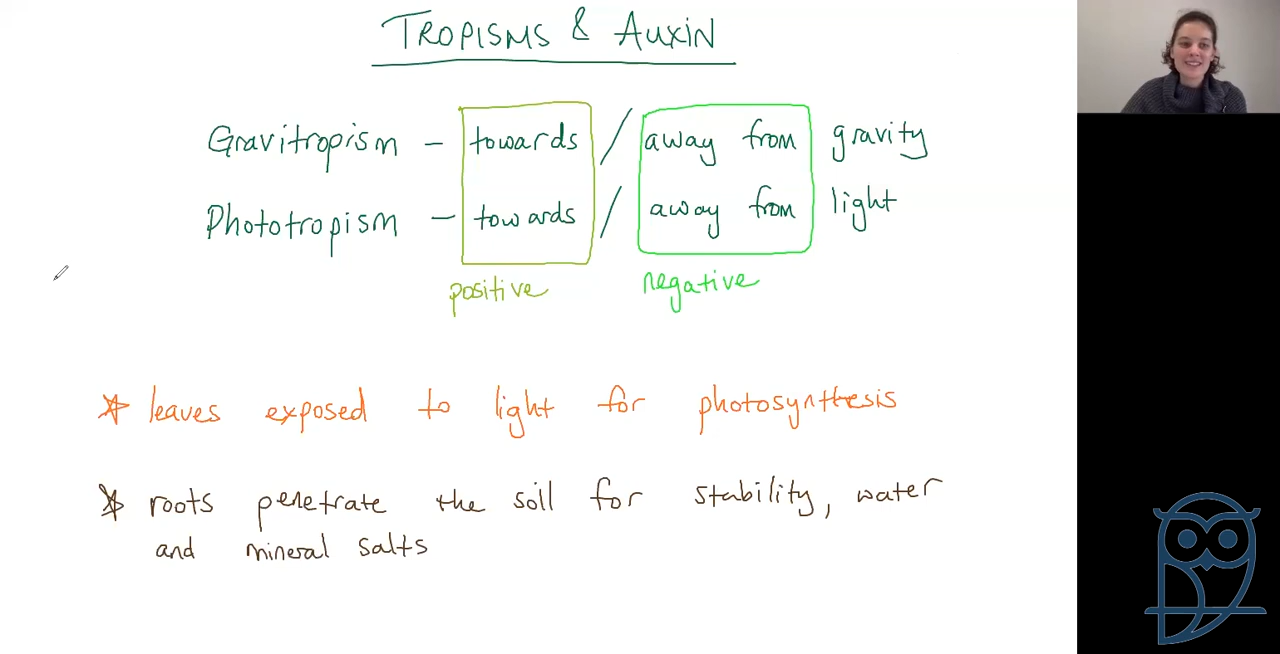 TROPISMS & AUXIN
Gravitropism - towards / away from gravity
Phototropism - towards / away from light
positive negative
* leaves exposed to light for photosynthesis
* roots penetrate the soil for stability, water
and mineral salts